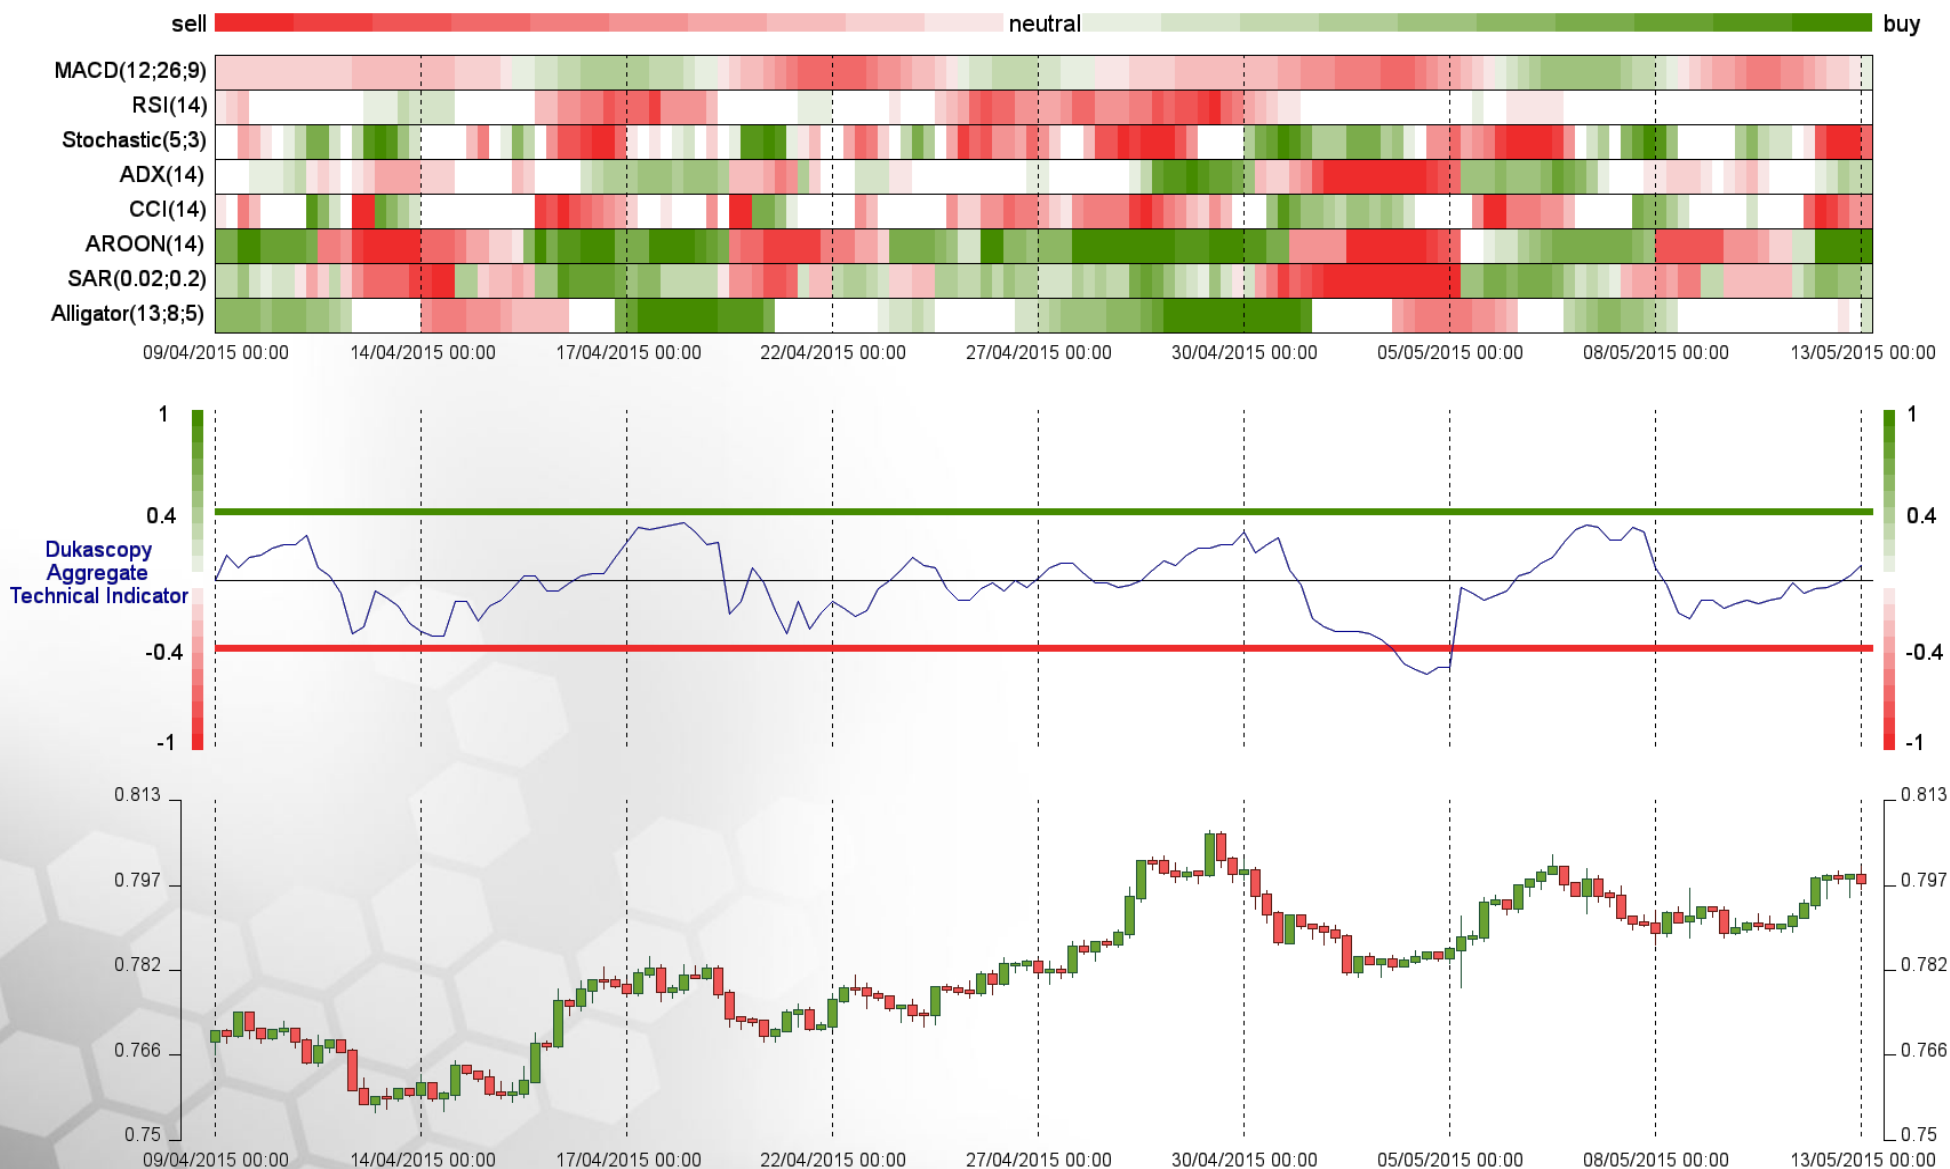 sell neutral buy
MACD(12;26;9)
RSI(14)
Stochastic(5;3)
ADX(14)
CCI(14)
AROON(14)
SAR(0.02;0.2)
Alligator(13;8;5)
09/04/2015 00:00 14/04/2015 00:00 17/04/2015 00:00 22/04/2015 00:00 27/04/2015 00:00 30/04/2015 00:00 05/05/2015 00:00 08/05/2015 00:00 13/05/2015 00:00
1 1
0.4 0.4
Dukascopy
Aggregate
Technical Indicator
-0.4 -0.4
-1 -1
0.813 0.813
0.797 0.797
0.782 0.782
0.766 0.766
0.75 0.75
09/04/2015 00:00 14/04/2015 00:00 17/04/2015 00:00 22/04/2015 00:00 27/04/2015 00:00 30/04/2015 00:00 05/05/2015 00:00 08/05/2015 00:00 13/05/2015 00:00